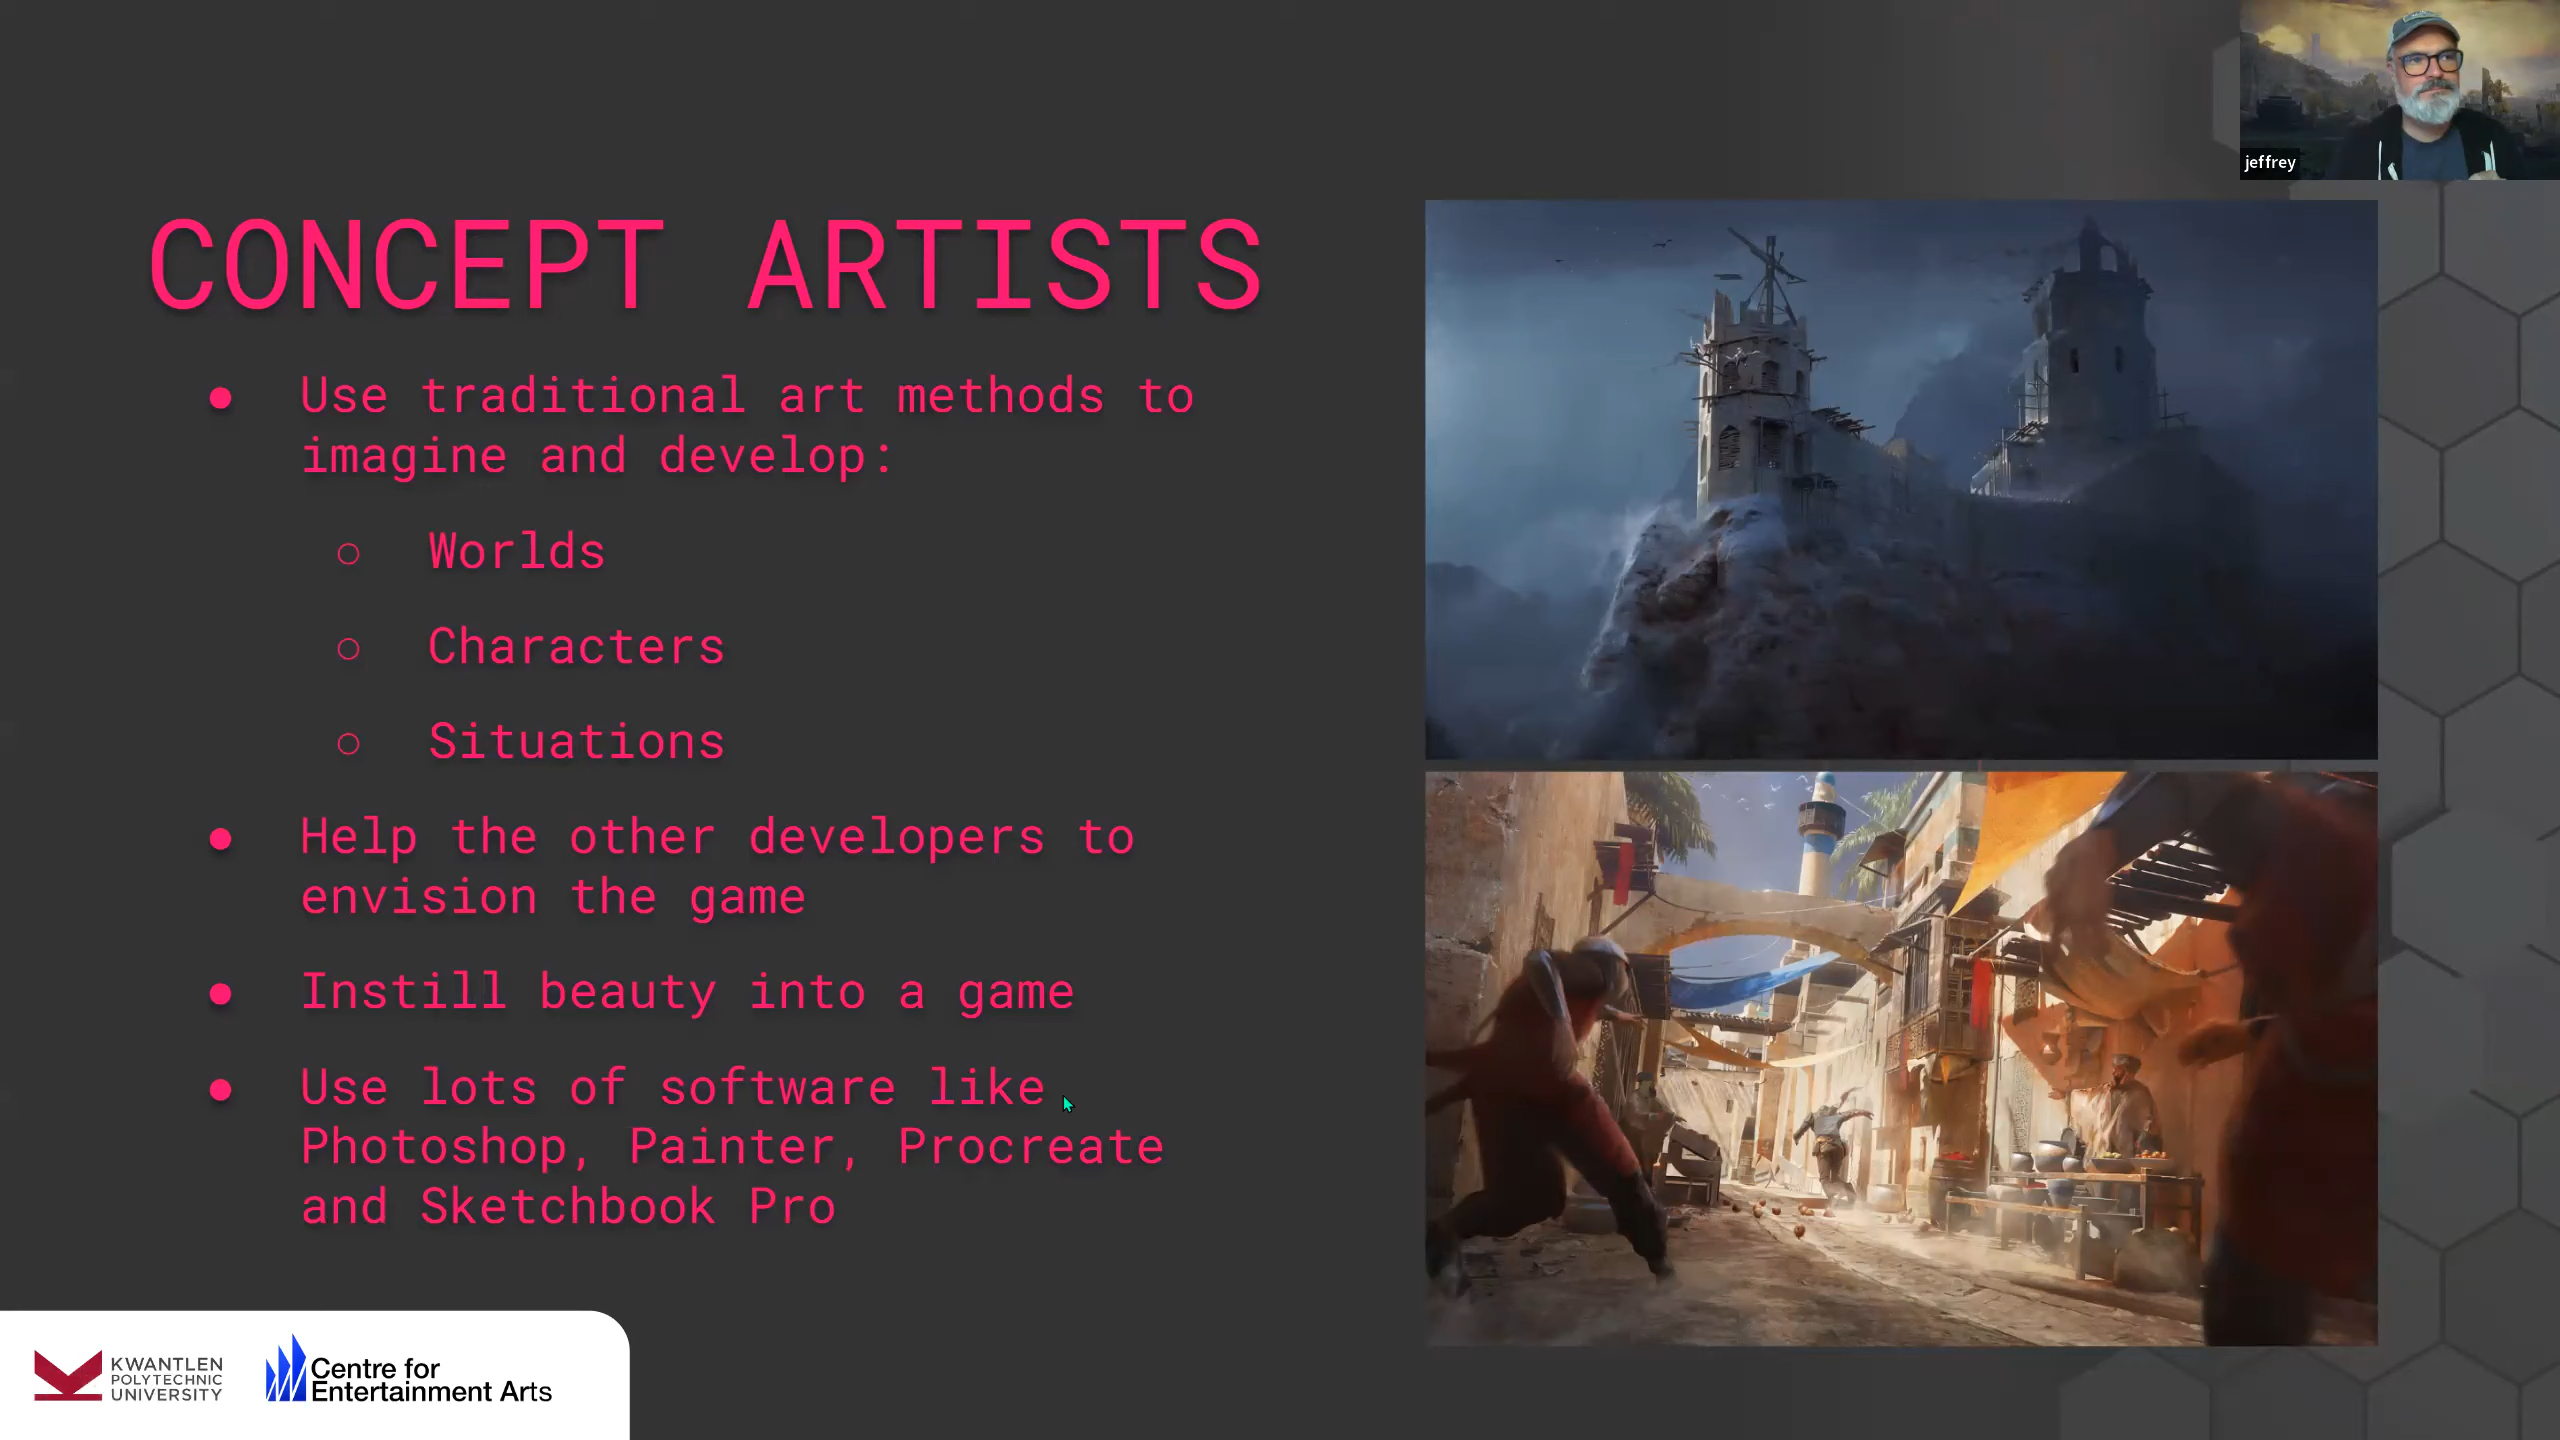 jeffrey
CONCEPT ARTISTS
● Use traditional art methods to
imagine and develop:
○ Worlds
○ Characters
○ Situations
● Help the other developers to
envision the game
● Instill beauty into a game
● Use lots of software like
Photoshop, Painter, Procreate
and Sketchbook Pro
KWANTLEN
POLYTECHNIC
UNIVERSITY
Centre for
Entertainment Arts